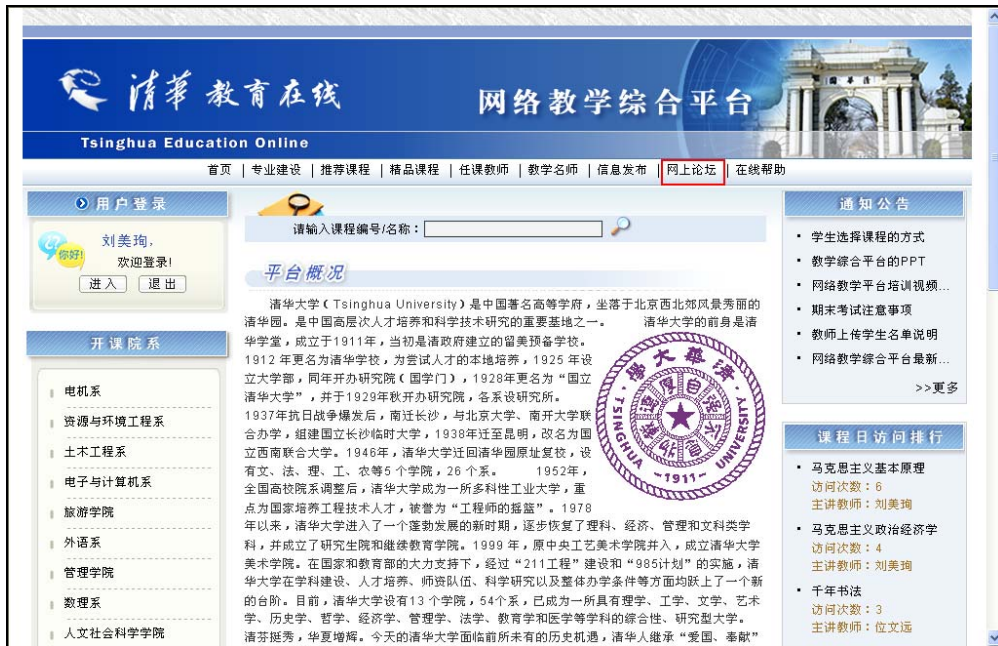 清华教育在线
网络教学综合平台
Tsinghua Education Online
首页 | 专业建设 | 推荐课程 | 精品课程 | 任课教师 | 教学名师 | 信息发布 | 网上论坛 | 在线帮助
用户登录
你好!
刘美珣,
欢迎登录!
进入 退出
开课院系
电机系
资源与环境工程系
土木工程系
电子与计算机系
旅游学院
外语系
管理学院
数理系
人文社会科学学院
请输入课程编号/名称:
平台概况
清华大学(Tsinghua University)是中国著名高等学府,坐落于北京西北郊风景秀丽的
清华园。是中国高层次人才培养和科学技术研究的重要基地之一。 清华大学的前身是清
华学堂,成立于1911年,当初是清政府建立的留美预备学校。
1912 年更名为清华学校,为尝试人才的本地培养,1925 年设
立大学部,同年开办研究院(国学门),1928年更名为“国立
清华大学”,并于1929年秋开办研究院,各系设研究所。
1937年抗日战争爆发后,南迁长沙,与北京大学、南开大学联
合办学,组建国立长沙临时大学,1938年迁至昆明,改名为国
立西南联合大学。1946年,清华大学迁回清华园原址复校,设
有文、法、理、工、农等5 个学院,26 个系。 1952年,
全国高校院系调整后,清华大学成为一所多科性工业大学,重
点为国家培养工程技术人才,被誉为“工程师的摇篮”。1978
年以来,清华大学进入了一个蓬勃发展的新时期,逐步恢复了理科、经济、管理和文科类学
科,并成立了研究生院和继续教育学院。1999 年,原中央工艺美术学院并入,成立清华大学
美术学院。在国家和教育部的大力支持下,经过“211工程”建设和“985计划”的实施,清
华大学在学科建设、人才培养、师资队伍、科学研究以及整体办学条件等方面均跃上了一个新
的台阶。目前,清华大学设有13 个学院,54个系,已成为一所具有理学、工学、文学、艺术
学、历史学、哲学、经济学、管理学、法学、教育学和医学等学科的综合性、研究型大学。
清芬挺秀,华夏增辉。今天的清华大学面临前所未有的历史机遇,清华人继承“爱国、奉献”
TSINGHUA UNIVERSITY
-1911-
通知公告
学生选择课程的方式
教学综合平台的PPT
网络教学平台培训视频...
期末考试注意事项
教师上传学生名单说明
网络教学综合平台最新...
>>更多
课程日访问排行
马克思主义基本原理
访问次数:6
主讲教师:刘美珣
马克思主义政治经济学
访问次数:4
主讲教师:刘美珣
千年书法
访问次数:3
主讲教师:位文远